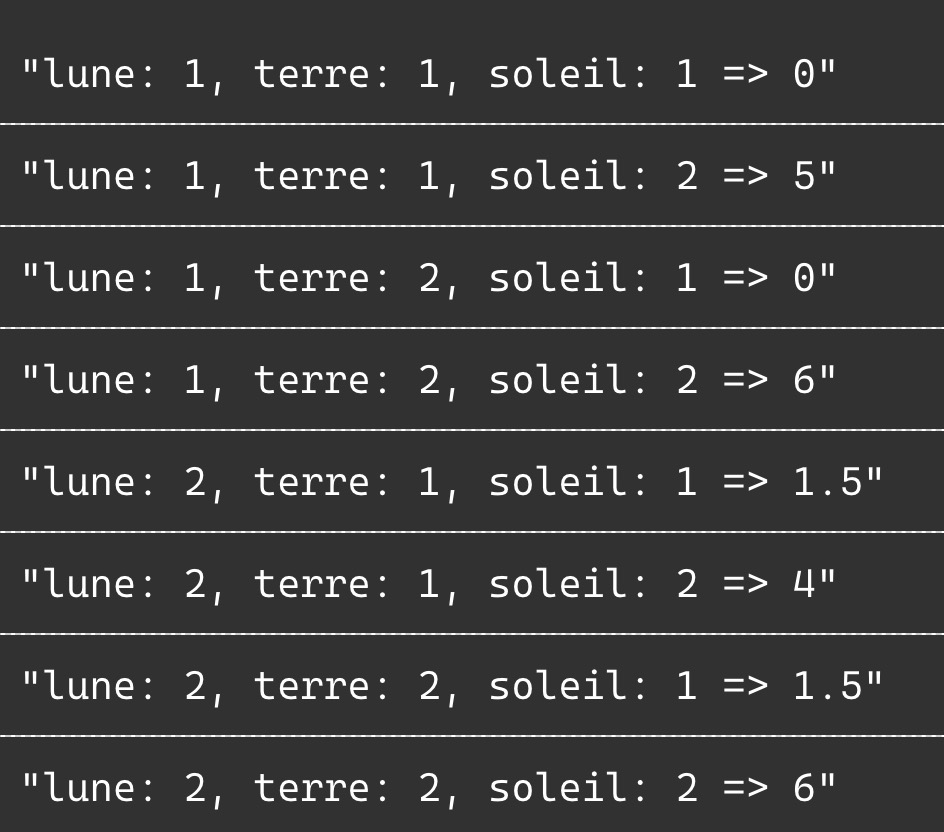 "lune: 1, terre: 1, soleil: 1 => 0"
"lune: 1, terre: 1, soleil: 2 => 5"
"lune: 1, terre: 2, soleil: 1 => 0"
"lune: 1, terre: 2, soleil: 2 => 6"
"lune: 2, terre: 1, soleil: 1 => 1.5"
"lune: 2, terre: 1, soleil: 2 => 4"
"lune: 2, terre: 2, soleil: 1 => 1.5"
"lune: 2, terre: 2, soleil: 2 => 6"